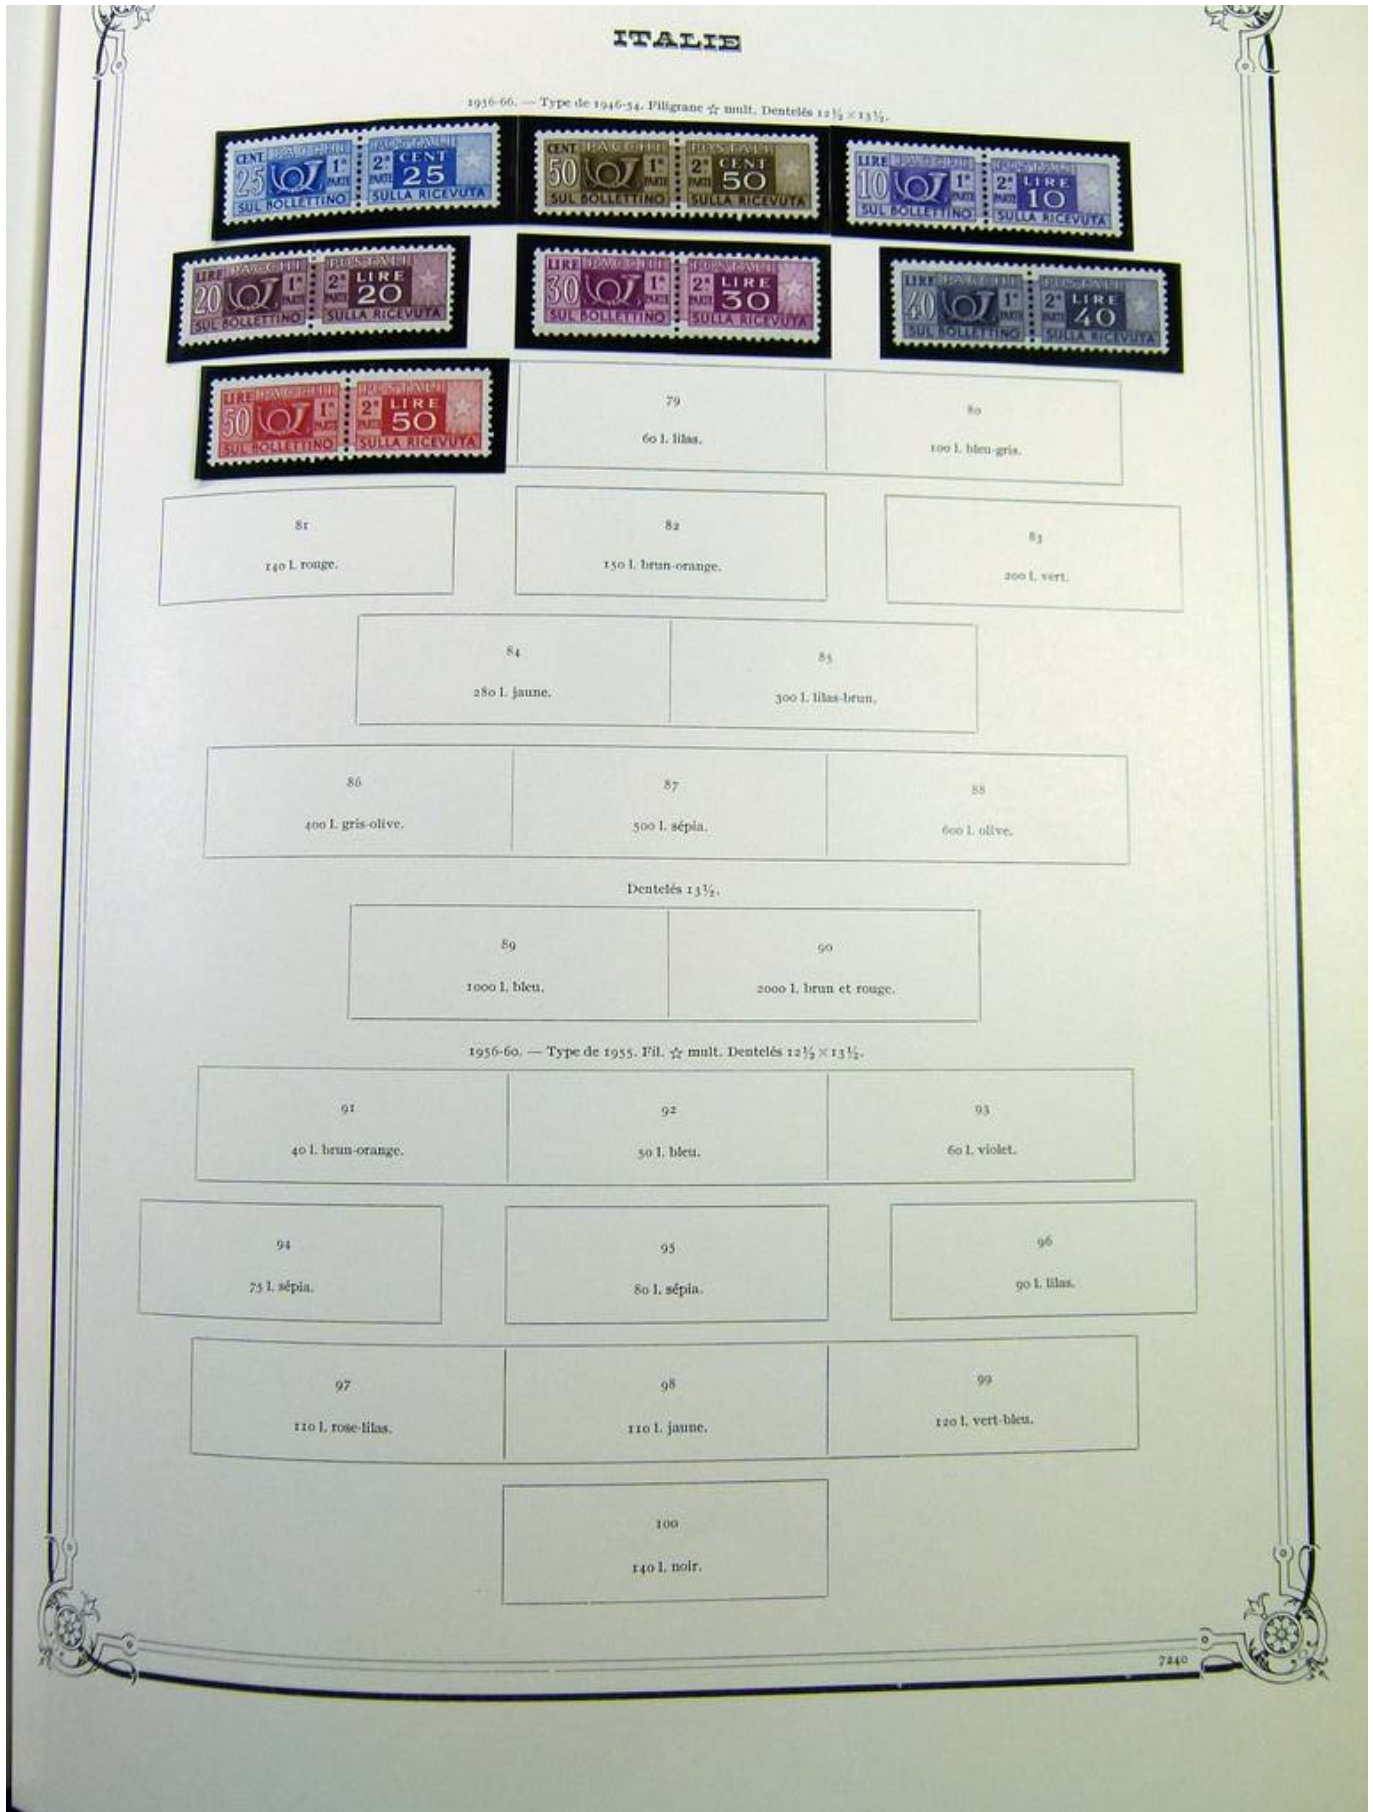 ITALIE
1956-66. — Type de 1946-54. Filigrane ☆ mult. Dentelés 12½ × 13½.
CENT 25 PACCHI 1ª PARTE SUL BOLLETTINO POSTALI 2ª PARTE CENT 25 SULLA RICEVUTA
CENT 50 PACCHI 1ª PARTE SUL BOLLETTINO POSTALI 2ª PARTE CENT 50 SULLA RICEVUTA
LIRE 10 PACCHI 1ª PARTE SUL BOLLETTINO POSTALI 2ª PARTE LIRE 10 SULLA RICEVUTA
LIRE 20 PACCHI 1ª PARTE SUL BOLLETTINO POSTALI 2ª PARTE LIRE 20 SULLA RICEVUTA
LIRE 30 PACCHI 1ª PARTE SUL BOLLETTINO POSTALI 2ª PARTE LIRE 30 SULLA RICEVUTA
LIRE 40 PACCHI 1ª PARTE SUL BOLLETTINO POSTALI 2ª PARTE LIRE 40 SULLA RICEVUTA
LIRE 50 PACCHI 1ª PARTE SUL BOLLETTINO POSTALI 2ª PARTE LIRE 50 SULLA RICEVUTA
79
60 l. lilas.
80
100 l. bleu-gris.
81
140 l. rouge.
82
150 l. brun-orange.
83
200 l. vert.
84
280 l. jaune.
85
300 l. lilas-brun.
86
400 l. gris-olive.
87
500 l. sépia.
88
600 l. olive.
Dentelés 13½.
89
1000 l. bleu.
90
2000 l. brun et rouge.
1956-60. — Type de 1955. Fil. ☆ mult. Dentelés 12½ × 13½.
91
40 l. brun-orange.
92
50 l. bleu.
93
60 l. violet.
94
75 l. sépia.
95
80 l. sépia.
96
90 l. lilas.
97
110 l. rose-lilas.
98
110 l. jaune.
99
120 l. vert-bleu.
100
140 l. noir.
7240